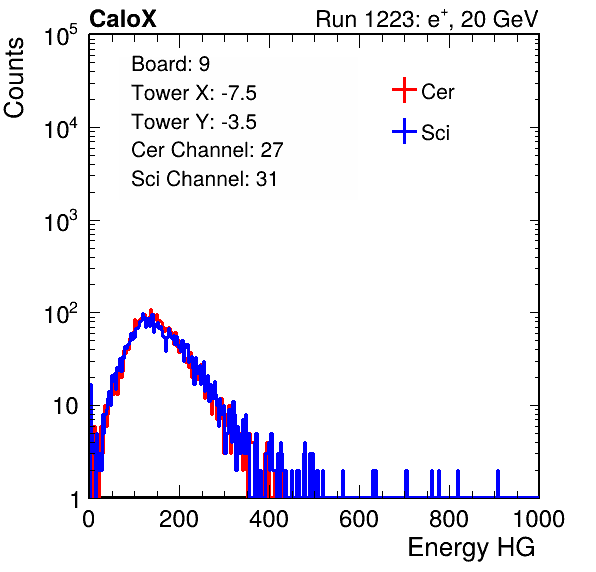 CaloX Run 1223: e⁺, 20 GeV
Counts
10⁵
10⁴
10³
10²
10
1
Board: 9
Tower X: -7.5
Tower Y: -3.5
Cer Channel: 27
Sci Channel: 31
Cer
Sci
0 200 400 600 800 1000
Energy HG